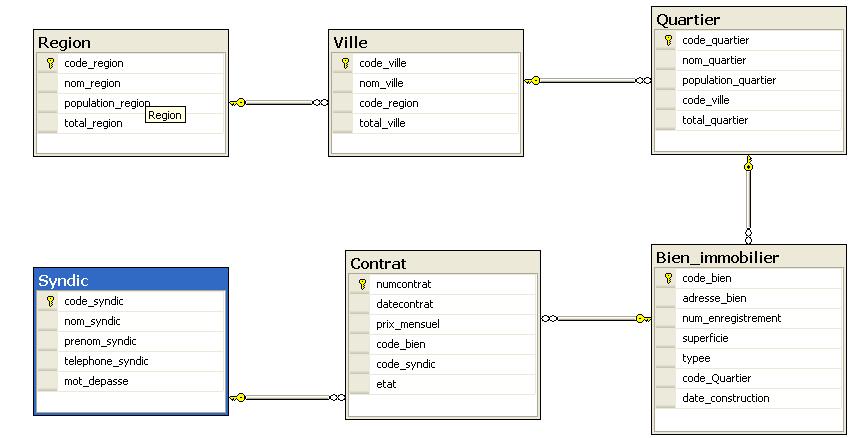 Region
code_region
nom_region
population_region
total_region
Region
Ville
code_ville
nom_ville
code_region
total_ville
Quartier
code_quartier
nom_quartier
population_quartier
code_ville
total_quartier
Syndic
code_syndic
nom_syndic
prenom_syndic
telephone_syndic
mot_depasse
Contrat
numcontrat
datecontrat
prix_mensuel
code_bien
code_syndic
etat
Bien_immobilier
code_bien
adresse_bien
num_enregistrement
superficie
typee
code_Quartier
date_construction